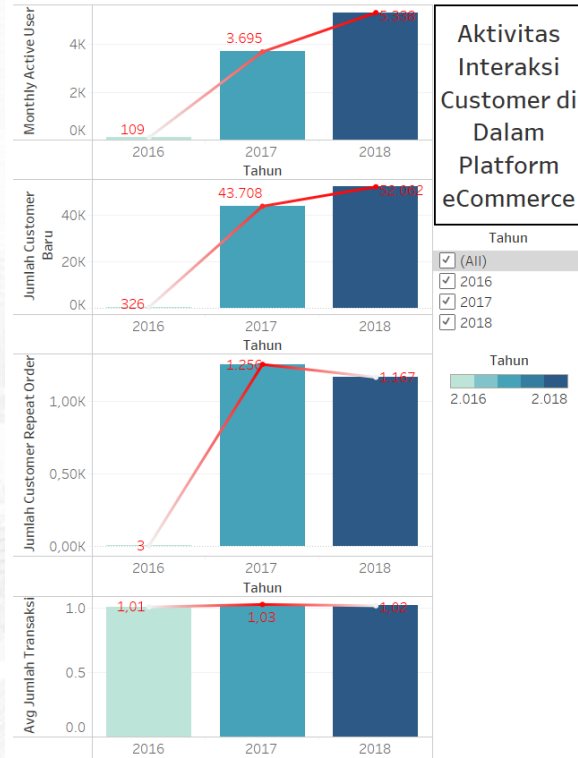 Aktivitas
Interaksi
Customer di
Dalam
Platform
eCommerce
Monthly Active User
4K
2K
0K
109
3.695
5.338
2016
2017
2018
Tahun
Jumlah Customer
Baru
40K
20K
0K
326
43.708
52.062
2016
2017
2018
Tahun
Jumlah Customer Repeat Order
1,00K
0,50K
0,00K
3
1.256
1.167
2016
2017
2018
Tahun
Avg Jumlah Transaksi
1.0
0.5
0.0
1,01
1,03
1,02
2016
2017
2018
Tahun
(All)
2016
2017
2018
Tahun
2.016
2.018